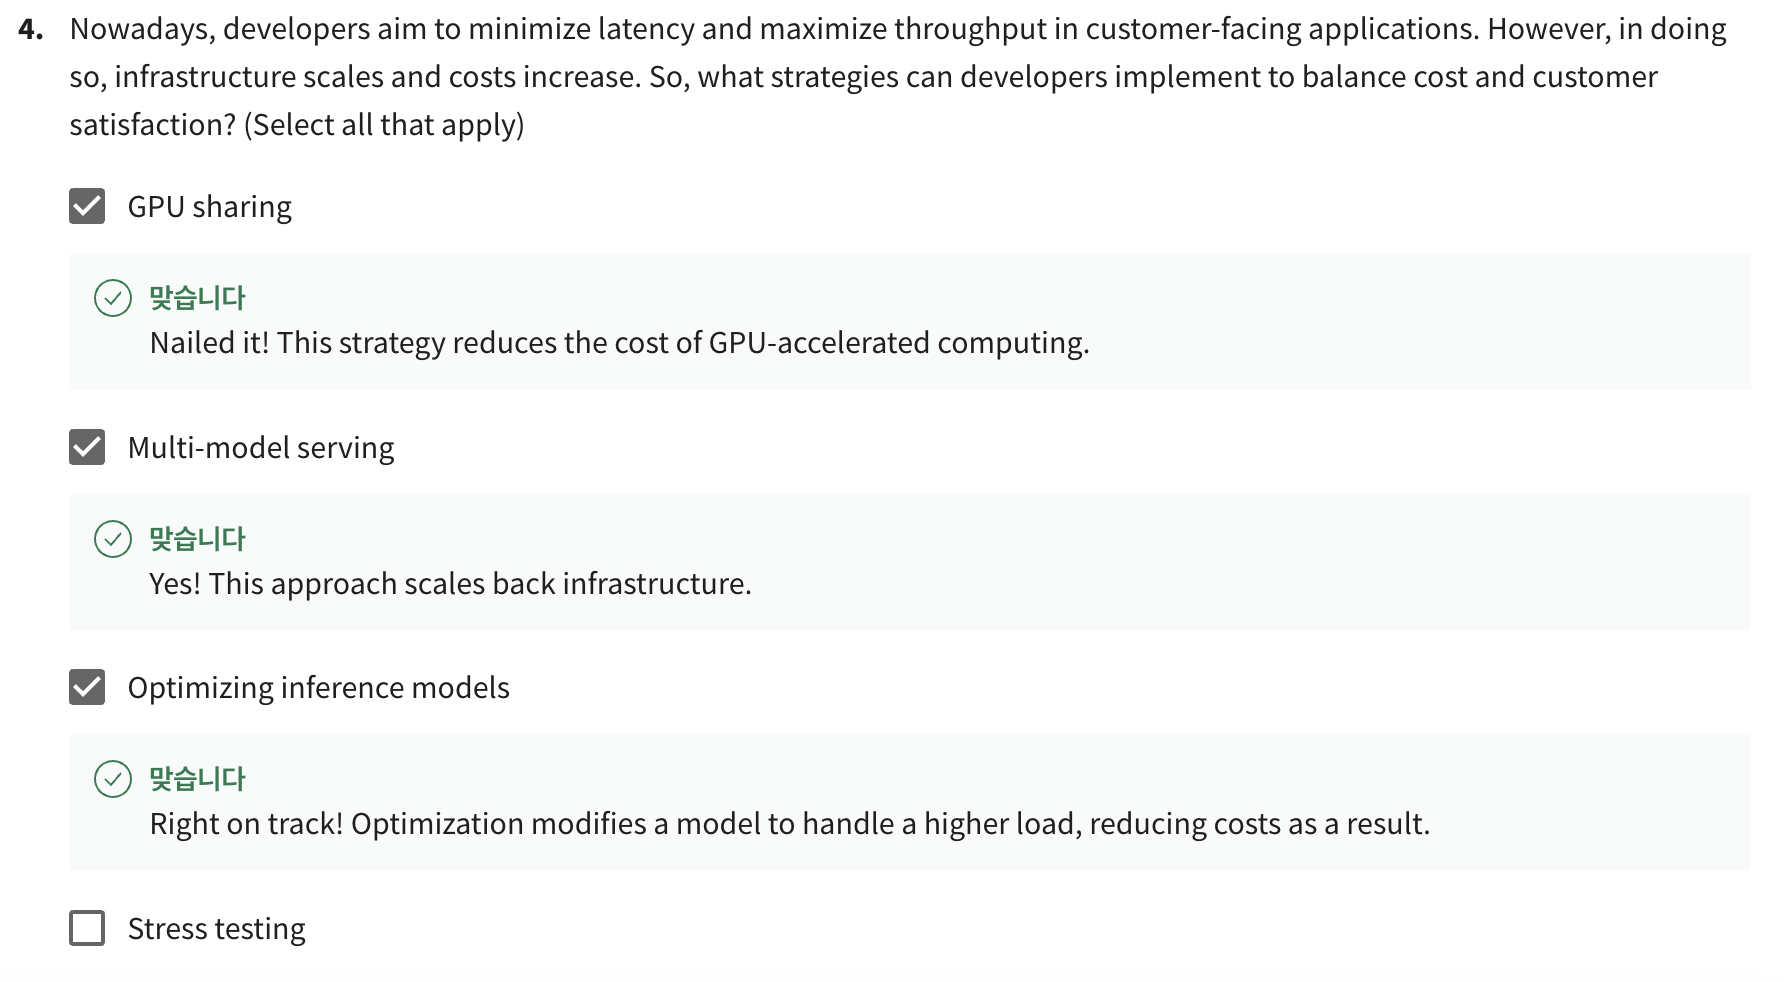 4. Nowadays, developers aim to minimize latency and maximize throughput in customer-facing applications. However, in doing
so, infrastructure scales and costs increase. So, what strategies can developers implement to balance cost and customer
satisfaction? (Select all that apply)
GPU sharing
맞습니다
Nailed it! This strategy reduces the cost of GPU-accelerated computing.
Multi-model serving
맞습니다
Yes! This approach scales back infrastructure.
Optimizing inference models
맞습니다
Right on track! Optimization modifies a model to handle a higher load, reducing costs as a result.
Stress testing